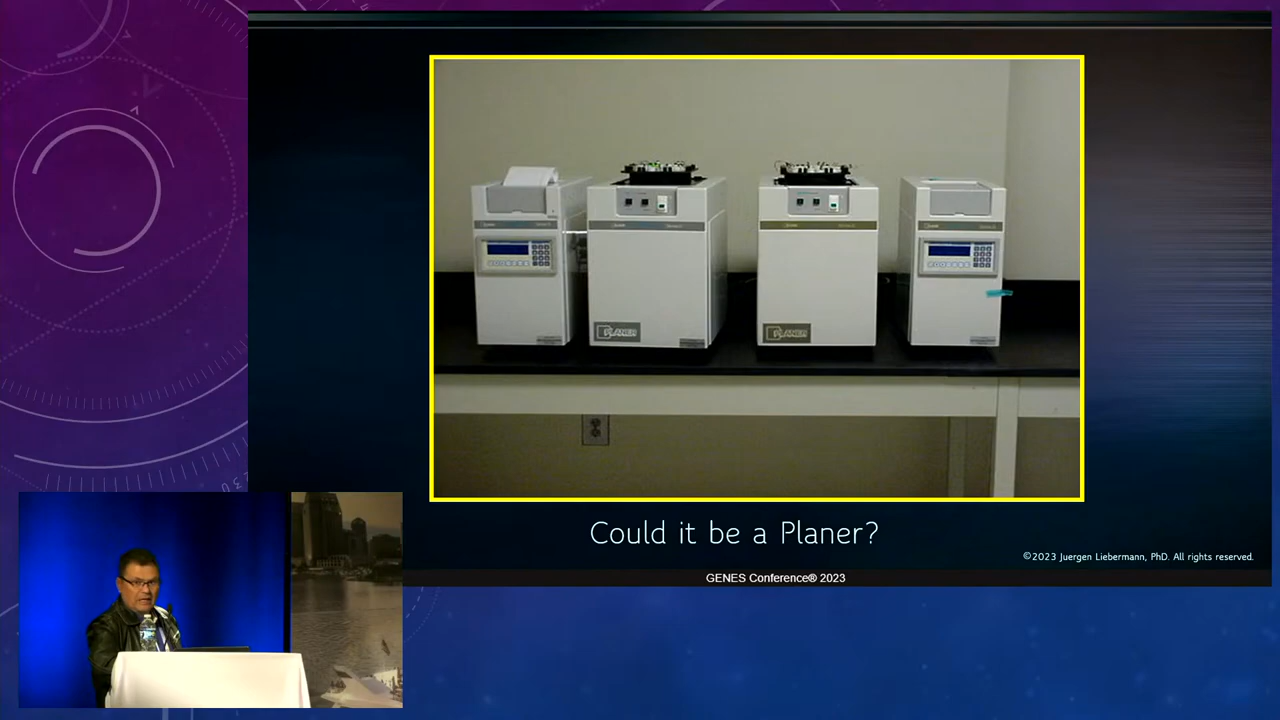 PLANER
PLANER
Could it be a Planer?
©2023 Juergen Liebermann, PhD. All rights reserved.
GENES Conference® 2023